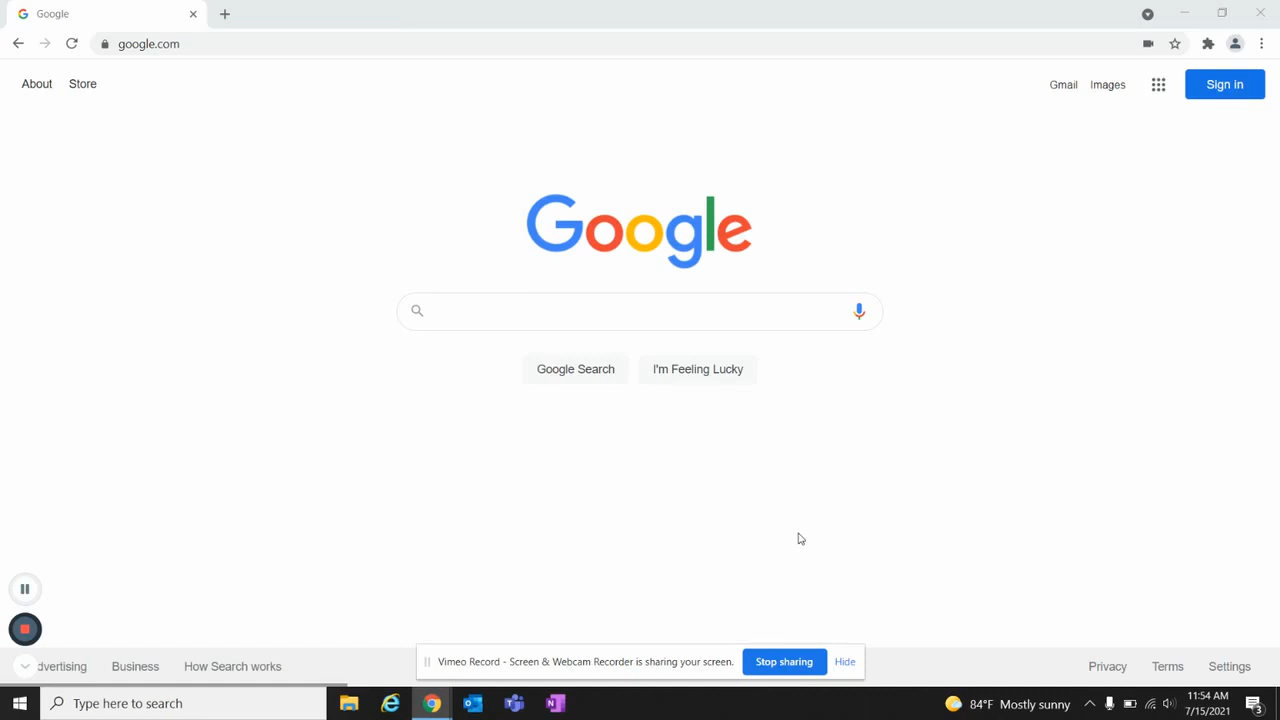 Google
google.com
About Store
Gmail Images Sign in
Google
Google Search I'm Feeling Lucky
dvertising Business How Search works
Vimeo Record - Screen & Webcam Recorder is sharing your screen. Stop sharing Hide
Privacy Terms Settings
Type here to search
84°F Mostly sunny
11:54 AM
7/15/2021
3